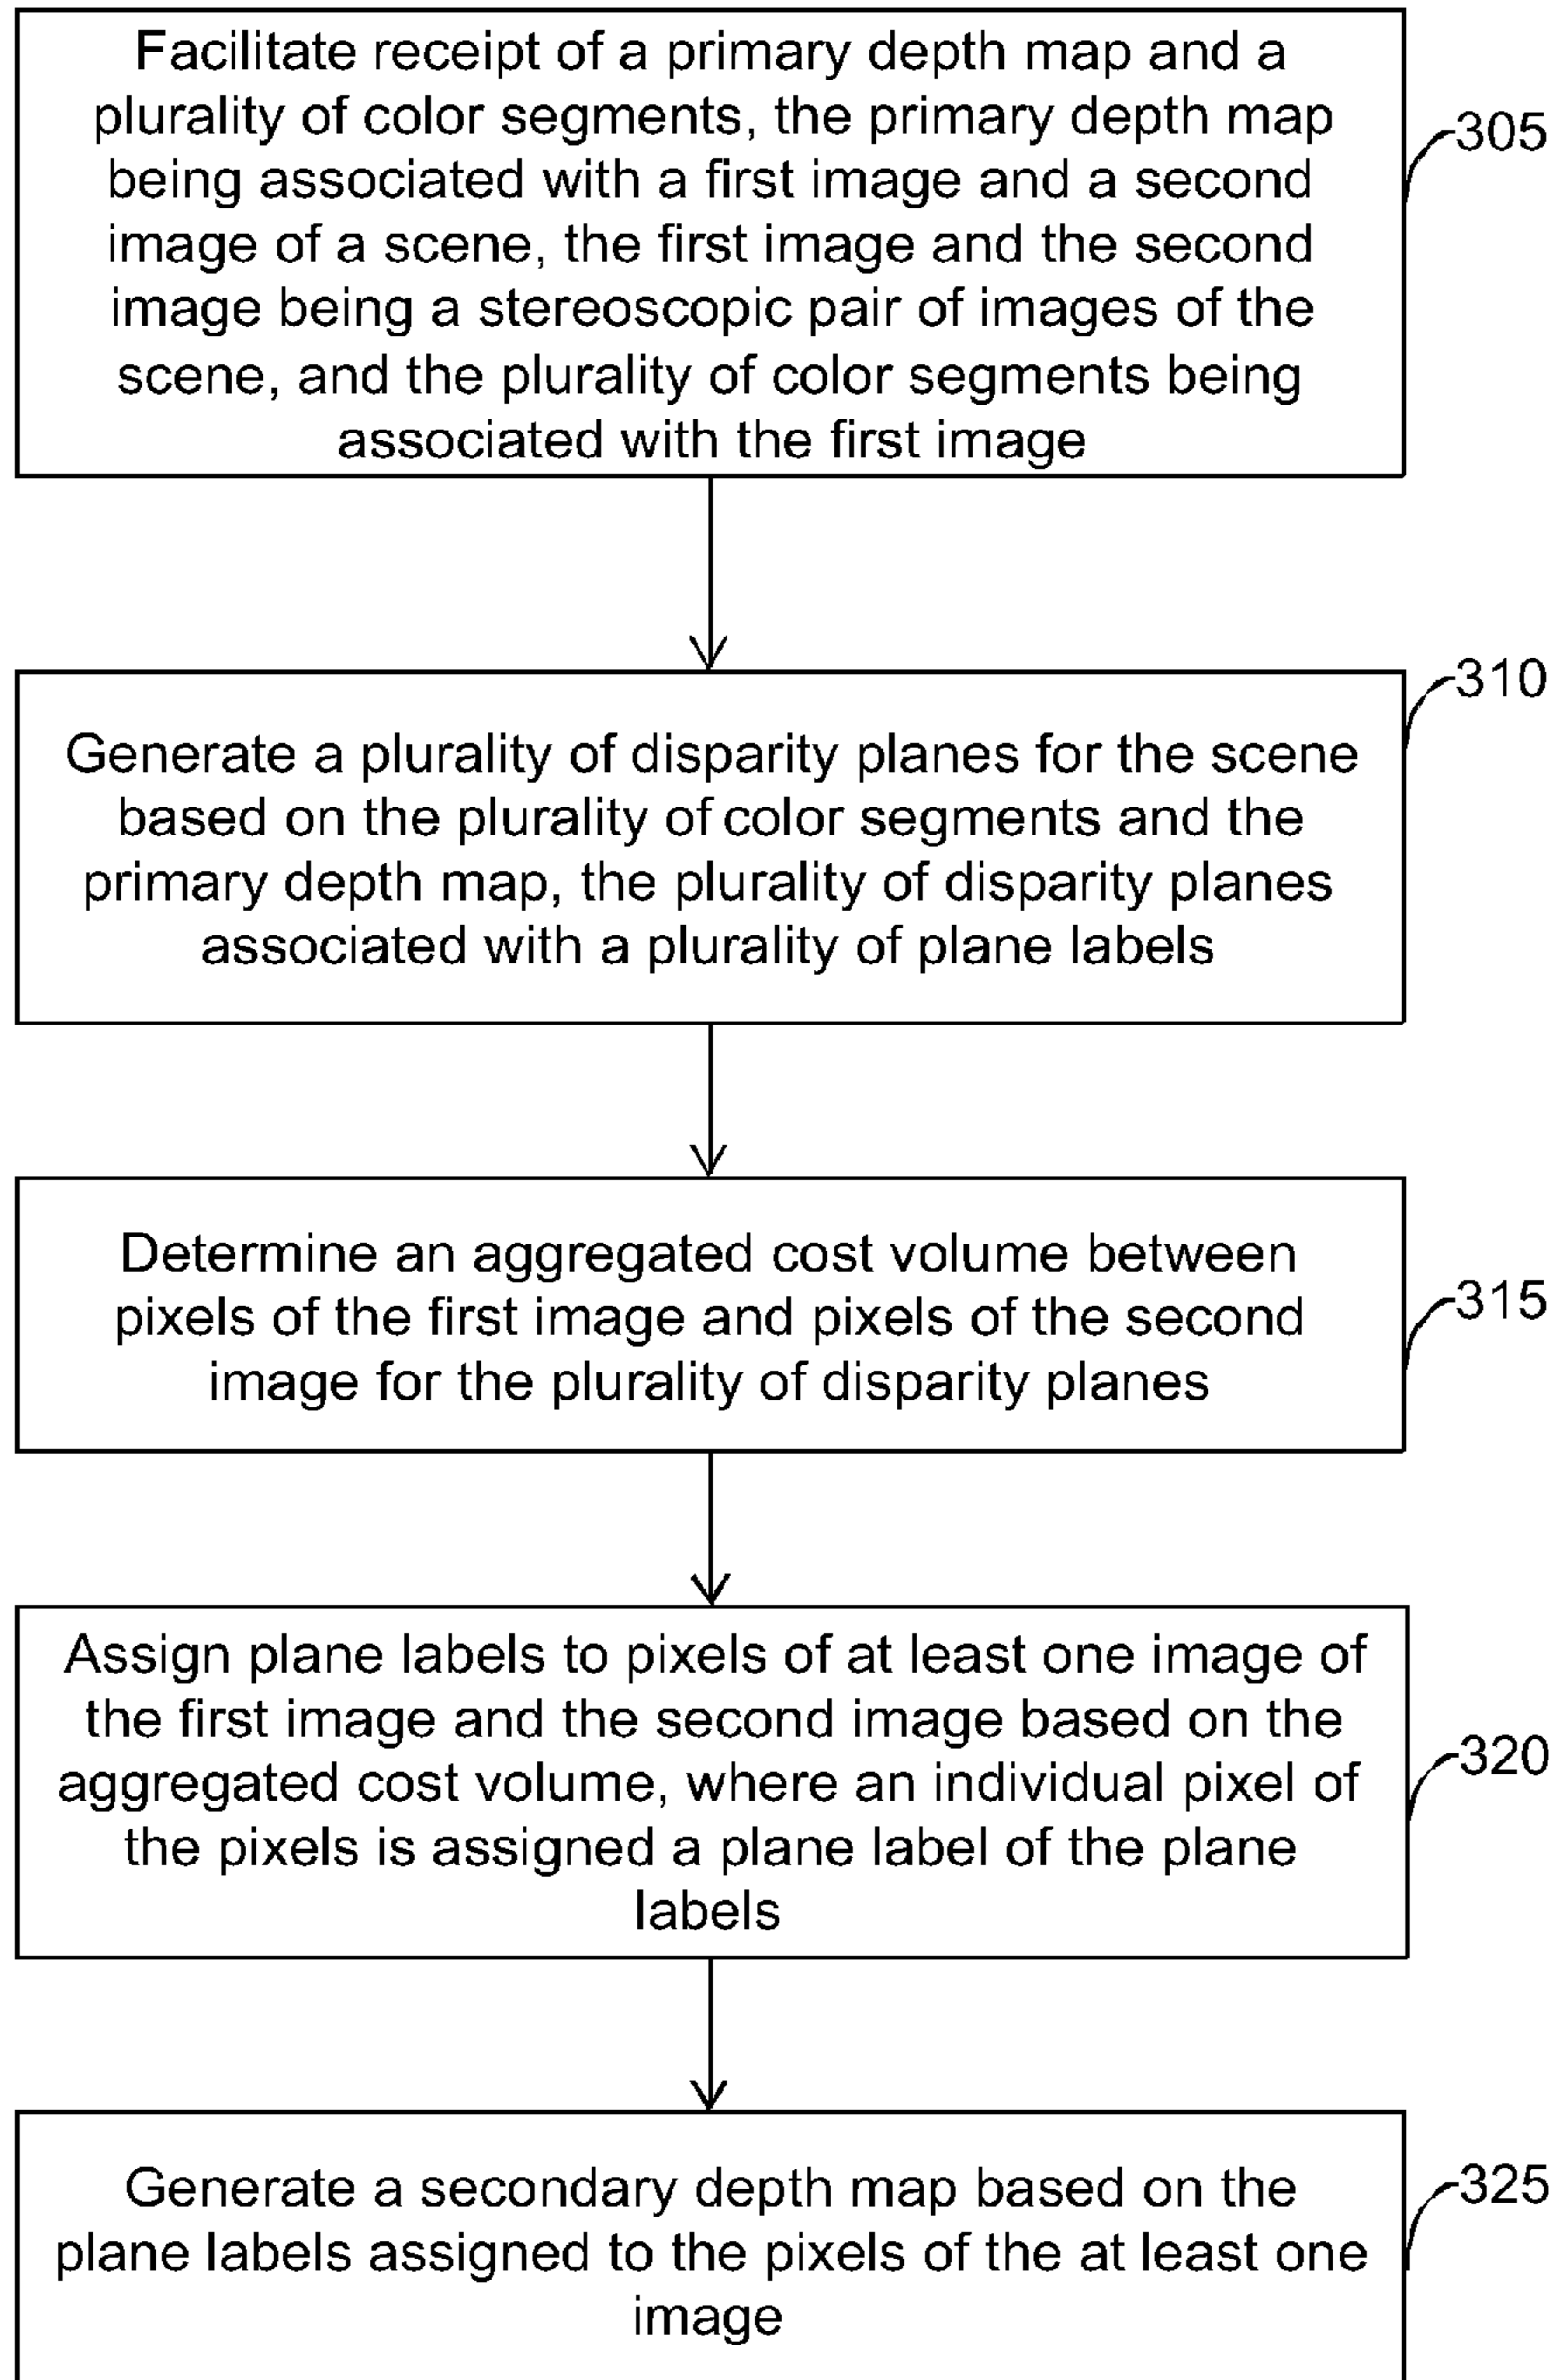 Facilitate receipt of a primary depth map and a
plurality of color segments, the primary depth map
being associated with a first image and a second
image of a scene, the first image and the second
image being a stereoscopic pair of images of the
scene, and the plurality of color segments being
associated with the first image
305
Generate a plurality of disparity planes for the scene
based on the plurality of color segments and the
primary depth map, the plurality of disparity planes
associated with a plurality of plane labels
310
Determine an aggregated cost volume between
pixels of the first image and pixels of the second
image for the plurality of disparity planes
315
Assign plane labels to pixels of at least one image of
the first image and the second image based on the
aggregated cost volume, where an individual pixel of
the pixels is assigned a plane label of the plane
labels
320
Generate a secondary depth map based on the
plane labels assigned to the pixels of the at least one
image
325